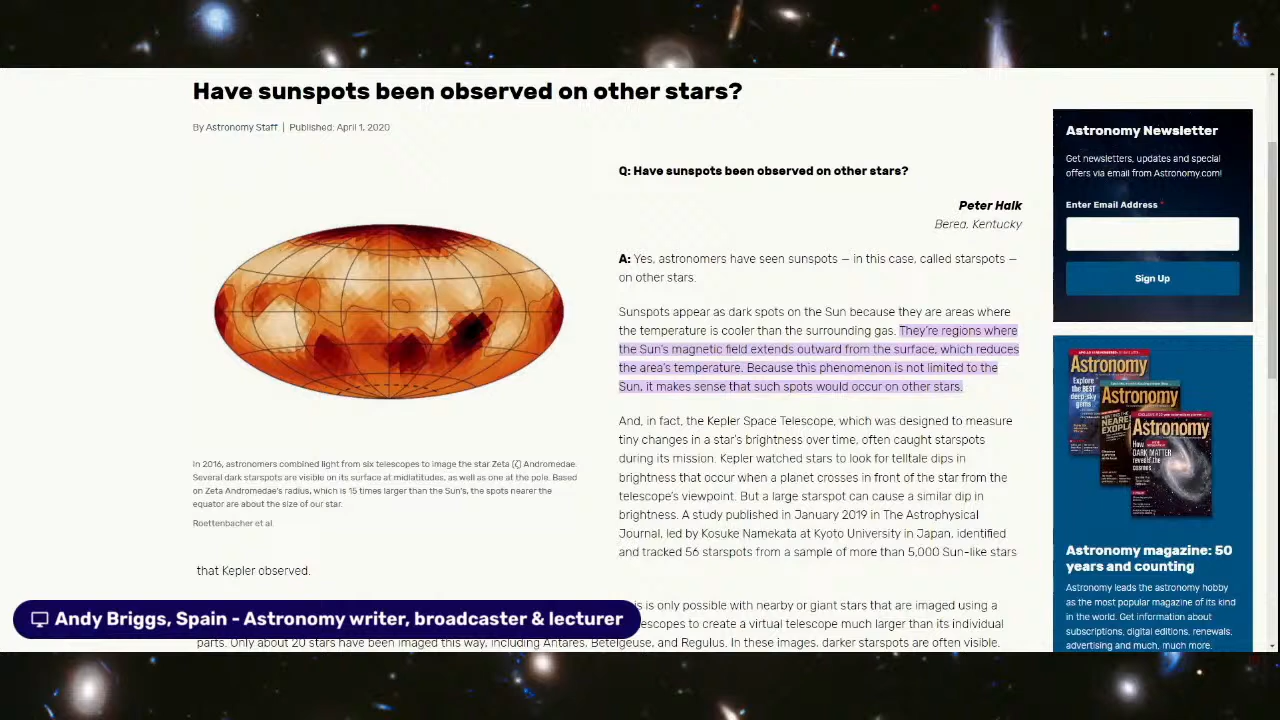 Have sunspots been observed on other stars?
By Astronomy Staff | Published: April 1, 2020
Q: Have sunspots been observed on other stars?
Peter Halk
Berea, Kentucky
A: Yes, astronomers have seen sunspots — in this case, called starspots —
on other stars.
Sunspots appear as dark spots on the Sun because they are areas where
the temperature is cooler than the surrounding gas. They're regions where
the Sun's magnetic field extends outward from the surface, which reduces
the area's temperature. Because this phenomenon is not limited to the
Sun, it makes sense that such spots would occur on other stars.
And, in fact, the Kepler Space Telescope, which was designed to measure
tiny changes in a star's brightness over time, often caught starspots
during its mission. Kepler watched stars to look for telltale dips in
brightness that occur when a planet crosses in front of the star from the
telescope's viewpoint. But a large starspot can cause a similar dip in
brightness. A study published in January 2019 in The Astrophysical
Journal, led by Kosuke Namekata at Kyoto University in Japan, identified
and tracked 56 starspots from a sample of more than 5,000 Sun-like stars
that Kepler observed.
In 2016, astronomers combined light from six telescopes to image the star Zeta (ζ) Andromedae.
Several dark starspots are visible on its surface at midlatitudes, as well as one at the pole. Based
on Zeta Andromedae's radius, which is 15 times larger than the Sun's, the spots nearer the
equator are about the size of our star.
Roettenbacher et al.
is is only possible with nearby or giant stars that are imaged using a
escopes to create a virtual telescope much larger than its individual
parts. Only about 20 stars have been imaged this way, including Antares, Betelgeuse, and Regulus. In these images, darker starspots are often visible.
Andy Briggs, Spain - Astronomy writer, broadcaster & lecturer
Astronomy Newsletter
Get newsletters, updates and special
offers via email from Astronomy.com!
Enter Email Address *
Sign Up
Astronomy
Explore
the BEST
deep-sky
gems
Astronomy
Astronomy
How
DARK MATTER
Astronomy magazine: 50
years and counting
Astronomy leads the astronomy hobby
as the most popular magazine of its kind
in the world. Get information about
subscriptions, digital editions, renewals,
advertising and much, much more.